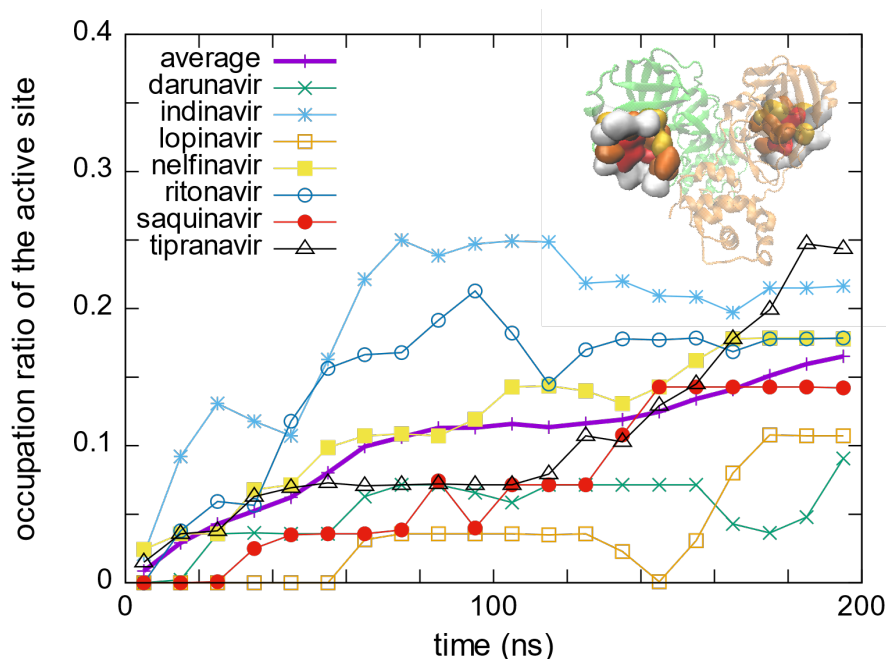 0.4
0.3
0.2
0.1
0
occupation ratio of the active site
average
darunavir
indinavir
lopinavir
nelfinavir
ritonavir
saquinavir
tipranavir
0 100 200
time (ns)